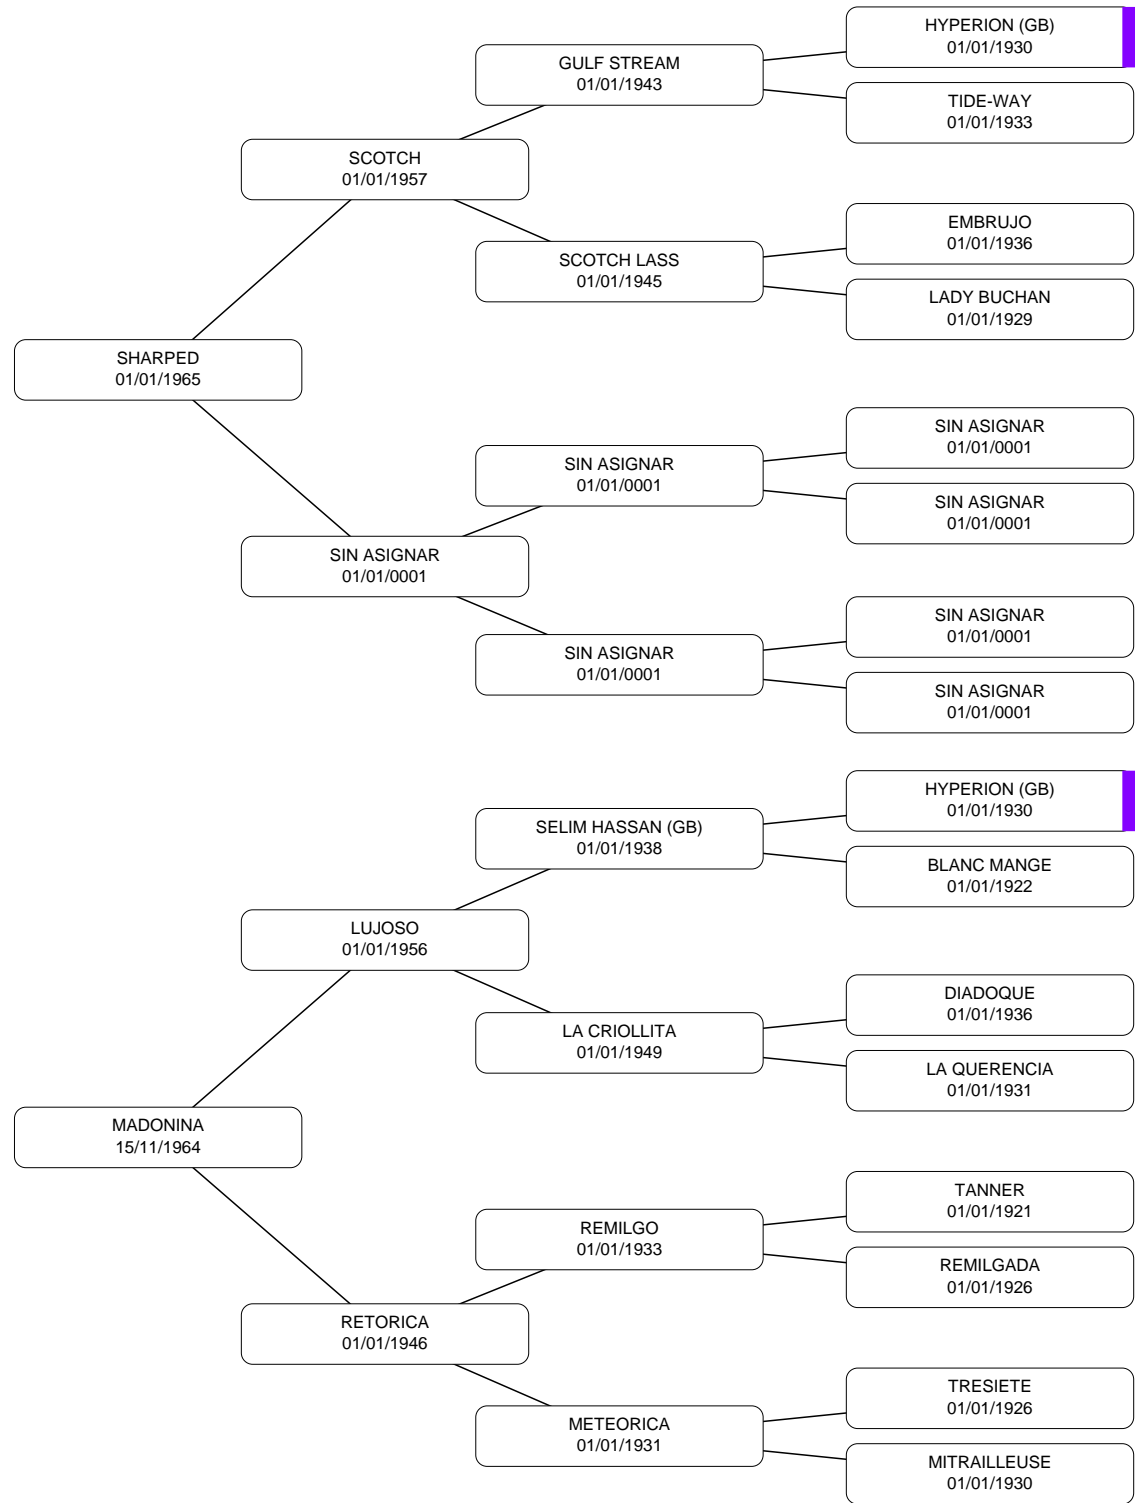 HYPERION (GB)
01/01/1930
GULF STREAM
01/01/1943
TIDE-WAY
01/01/1933
SCOTCH
01/01/1957
EMBRUJO
01/01/1936
SCOTCH LASS
01/01/1945
LADY BUCHAN
01/01/1929
SHARPED
01/01/1965
SIN ASIGNAR
01/01/0001
SIN ASIGNAR
01/01/0001
SIN ASIGNAR
01/01/0001
SIN ASIGNAR
01/01/0001
SIN ASIGNAR
01/01/0001
SIN ASIGNAR
01/01/0001
SIN ASIGNAR
01/01/0001
HYPERION (GB)
01/01/1930
SELIM HASSAN (GB)
01/01/1938
BLANC MANGE
01/01/1922
LUJOSO
01/01/1956
DIADOQUE
01/01/1936
LA CRIOLLITA
01/01/1949
LA QUERENCIA
01/01/1931
MADONINA
15/11/1964
TANNER
01/01/1921
REMILGO
01/01/1933
REMILGADA
01/01/1926
RETORICA
01/01/1946
TRESIETE
01/01/1926
METEORICA
01/01/1931
MITRAILLEUSE
01/01/1930